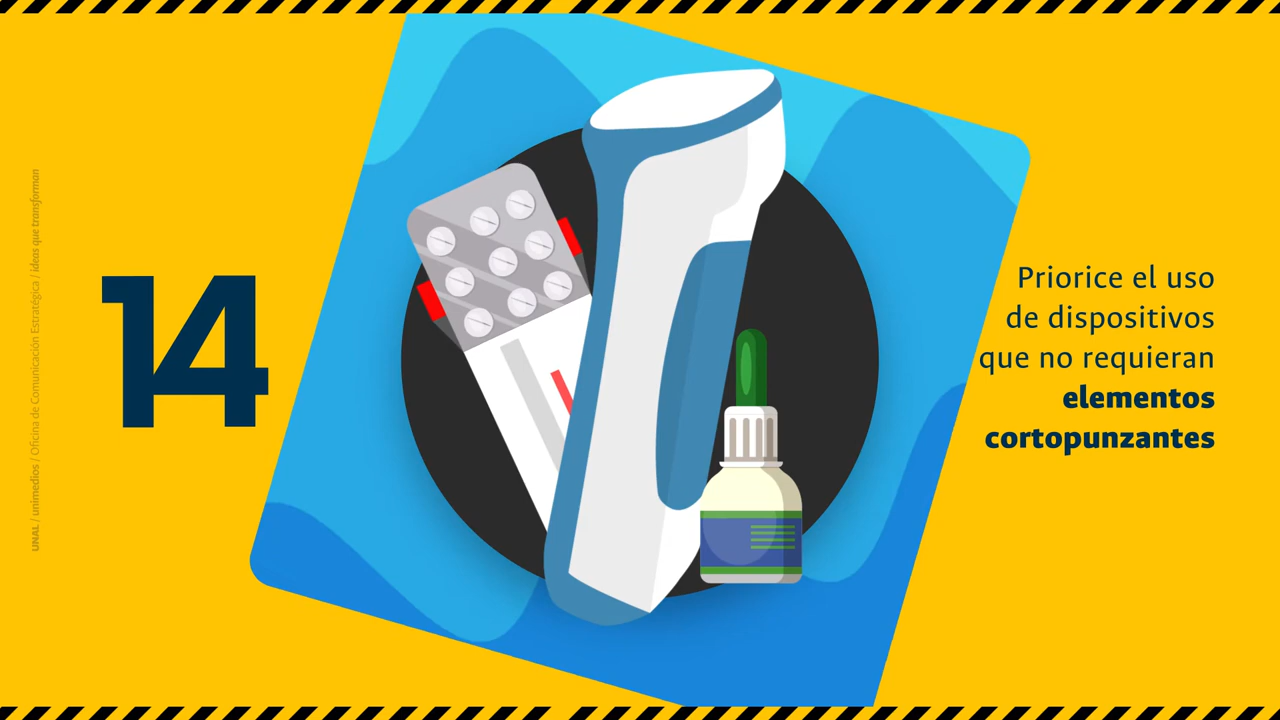 UNAL / unimedios / Oficina de Comunicación Estratégica / ideas que transforman
14
Priorice el uso
de dispositivos
que no requieran
elementos
cortopunzantes